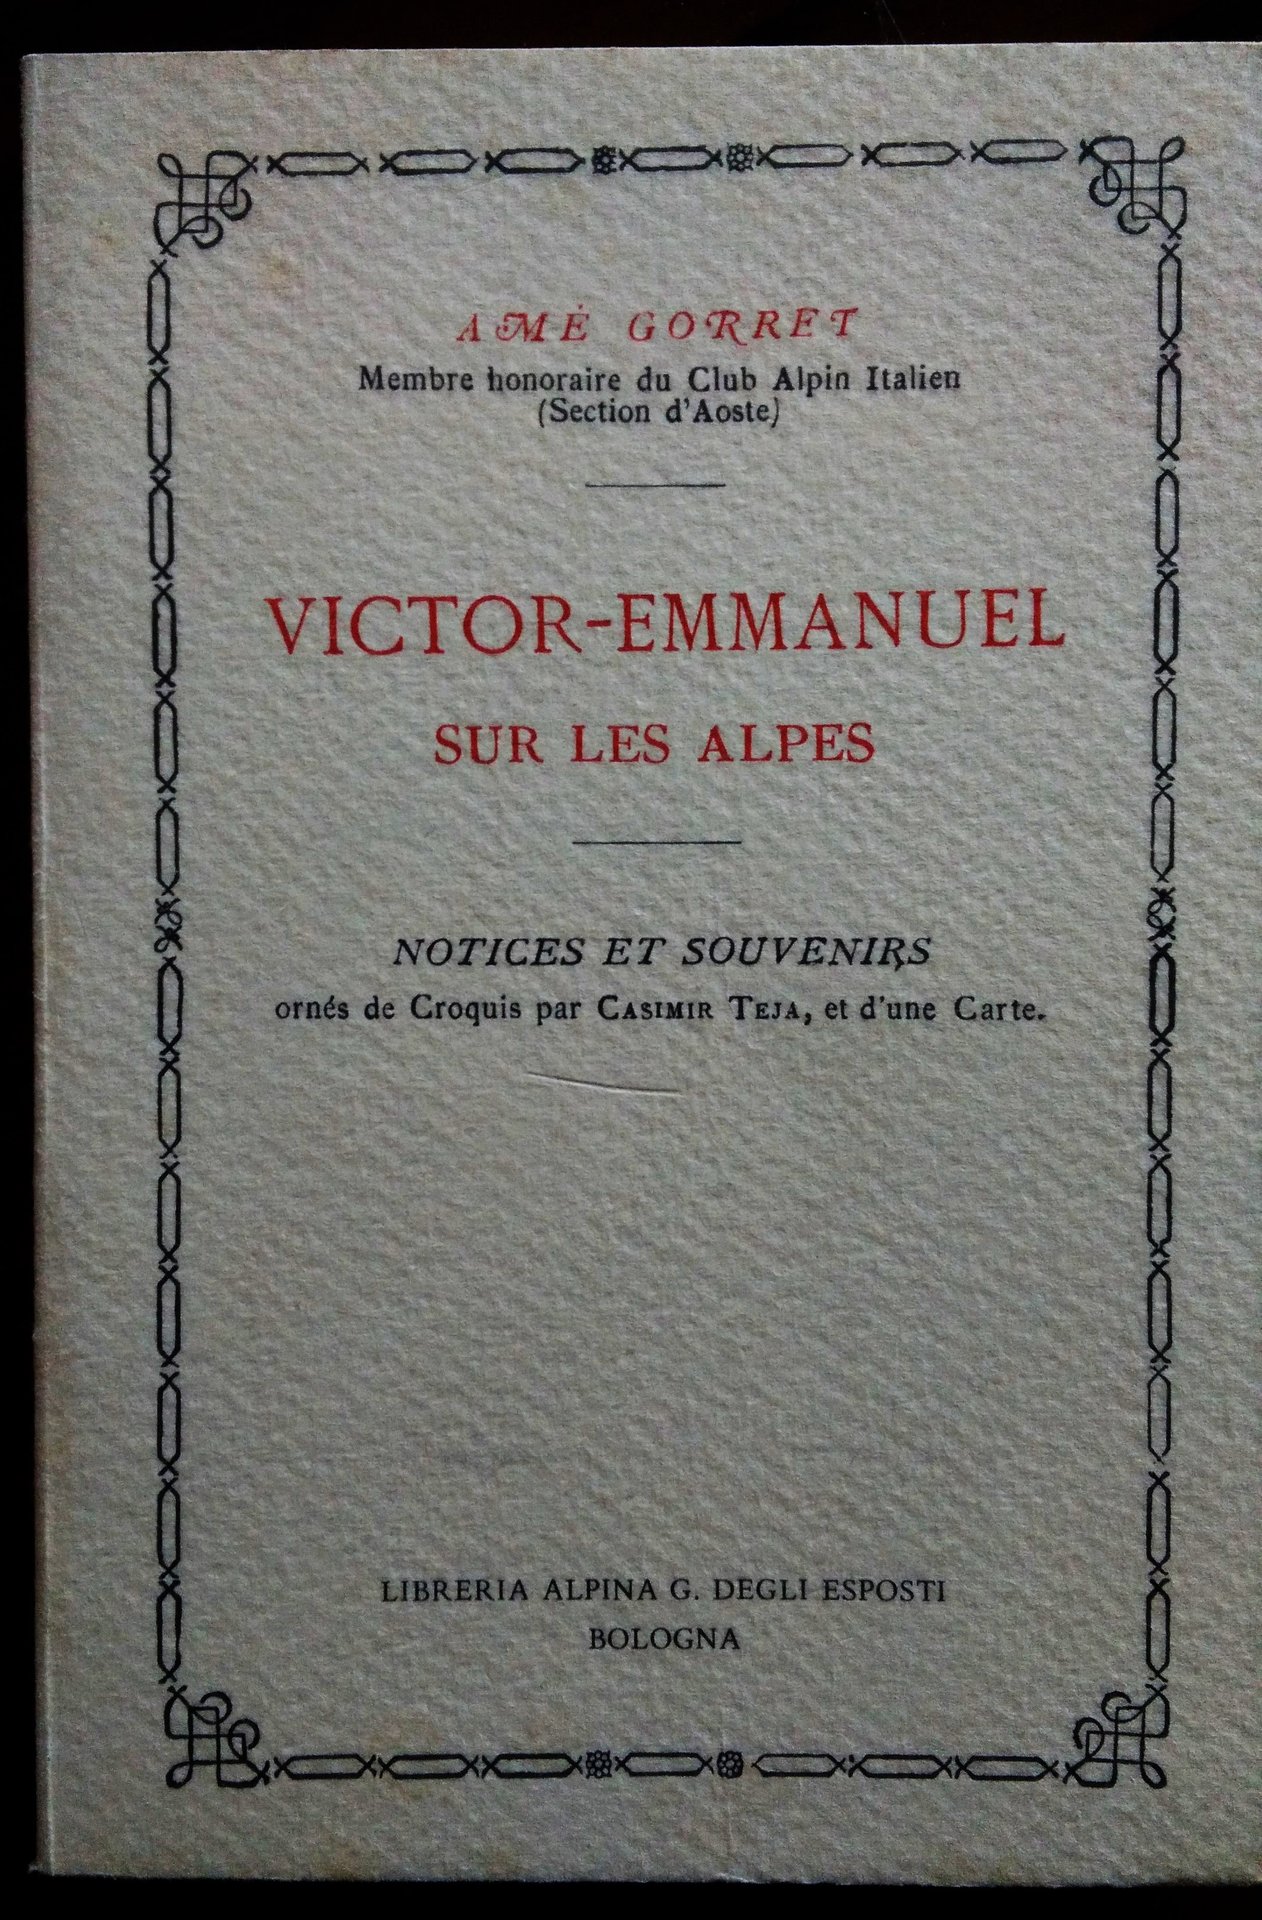 AMÉ GORRET
Membre honoraire du Club Alpin Italien
(Section d'Aoste)
VICTOR-EMMANUEL
SUR LES ALPES
NOTICES ET SOUVENIRS
ornés de Croquis par CASIMIR TEJA, et d'une Carte.
LIBRERIA ALPINA G. DEGLI ESPOSTI
BOLOGNA